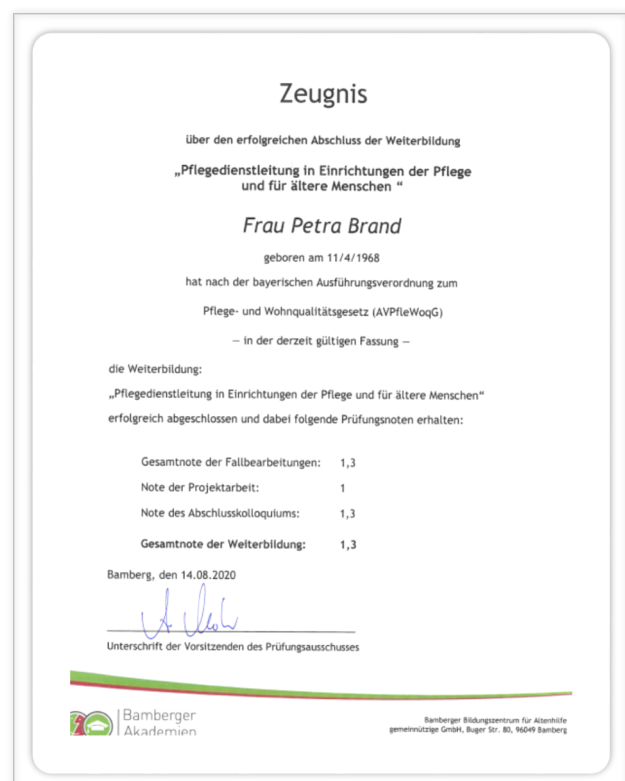 Zeugnis
über den erfolgreichen Abschluss der Weiterbildung
„Pflegedienstleitung in Einrichtungen der Pflege
und für ältere Menschen “
Frau Petra Brand
geboren am 11/4/1968
hat nach der bayerischen Ausführungsverordnung zum
Pflege- und Wohnqualitätsgesetz (AVPfleWoqG)
— in der derzeit gültigen Fassung —
die Weiterbildung:
„Pflegedienstleitung in Einrichtungen der Pflege und für ältere Menschen“
erfolgreich abgeschlossen und dabei folgende Prüfungsnoten erhalten:
Gesamtnote der Fallbearbeitungen: 1,3
Note der Projektarbeit: 1
Note des Abschlusskolloquiums: 1,3
Gesamtnote der Weiterbildung: 1,3
Bamberg, den 14.08.2020
Unterschrift der Vorsitzenden des Prüfungsausschusses
Bamberger
Akademien
Bamberger Bildungszentrum für Altenhilfe
gemeinnützige GmbH, Buger Str. 80, 96049 Bamberg